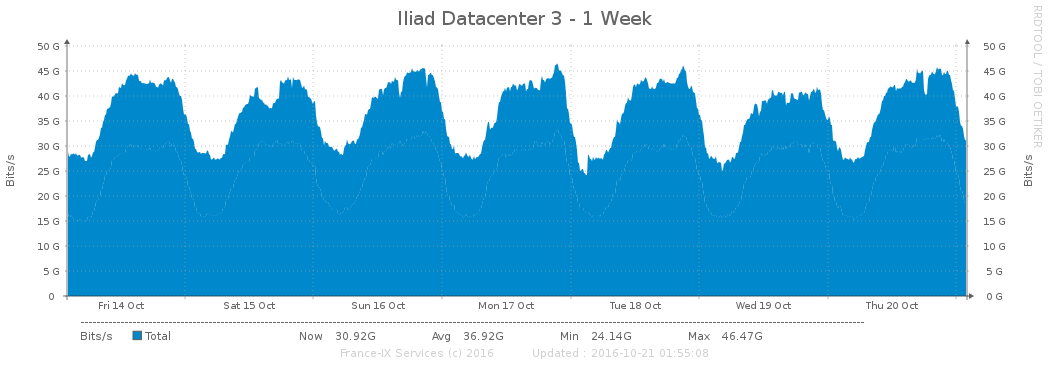 Iliad Datacenter 3 - 1 Week
RRDTOOL / TOBI OETIKER
50 G 50 G
45 G 45 G
40 G 40 G
35 G 35 G
30 G 30 G
25 G 25 G
20 G 20 G
15 G 15 G
10 G 10 G
5 G 5 G
0 0 G
Bits/s Bits/s
Fri 14 Oct Sat 15 Oct Sun 16 Oct Mon 17 Oct Tue 18 Oct Wed 19 Oct Thu 20 Oct
Bits/s Total Now 30.92G Avg 36.92G Min 24.14G Max 46.47G
France-IX Services (c) 2016 Updated : 2016-10-21 01:55:08